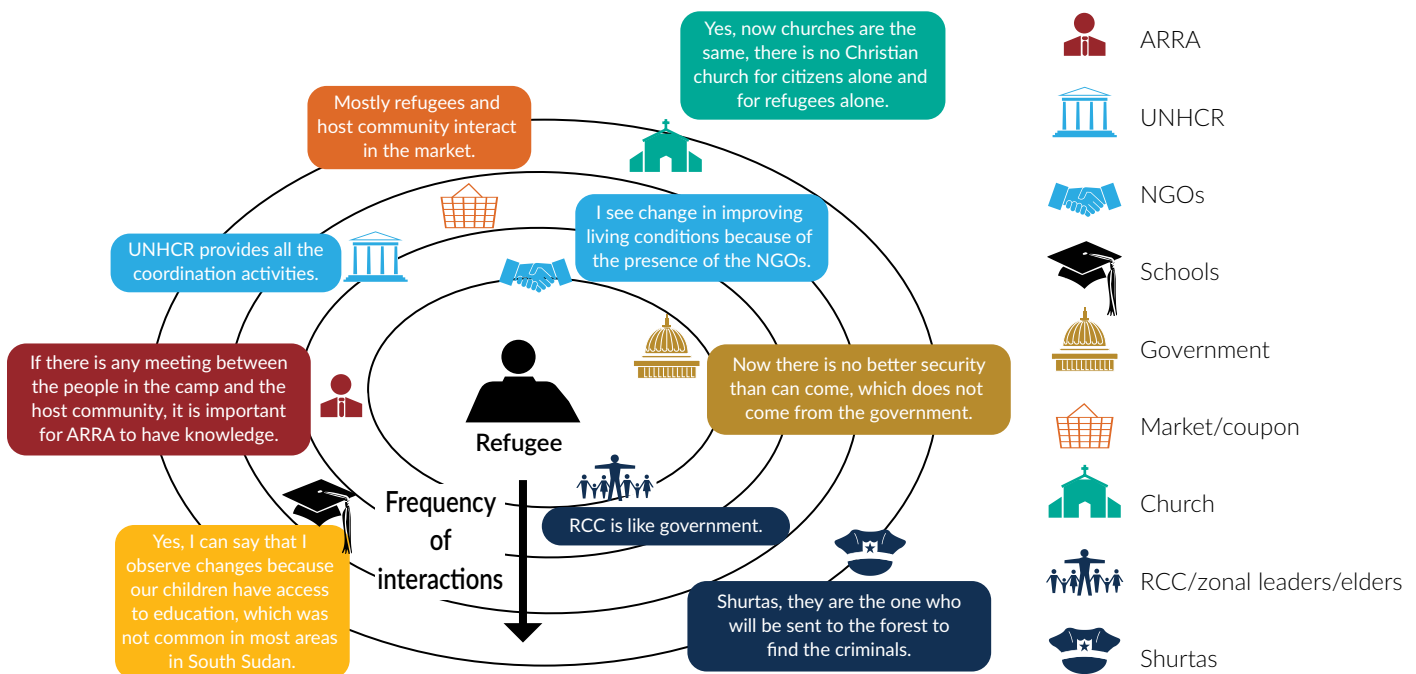 Yes, now churches are the
same, there is no Christian
church for citizens alone and
for refugees alone.
Mostly refugees and
host community interact
in the market.
I see change in improving
living conditions because of
the presence of the NGOs.
UNHCR provides all the
coordination activities.
If there is any meeting between
the people in the camp and the
host community, it is important
for ARRA to have knowledge.
Now there is no better security
than can come, which does not
come from the government.
Refugee
Frequency
of
interactions
RCC is like government.
Yes, I can say that I
observe changes because
our children have access
to education, which was
not common in most areas
in South Sudan.
Shurtas, they are the one who
will be sent to the forest to
find the criminals.
ARRA
UNHCR
NGOs
Schools
Government
Market/coupon
Church
RCC/zonal leaders/elders
Shurtas